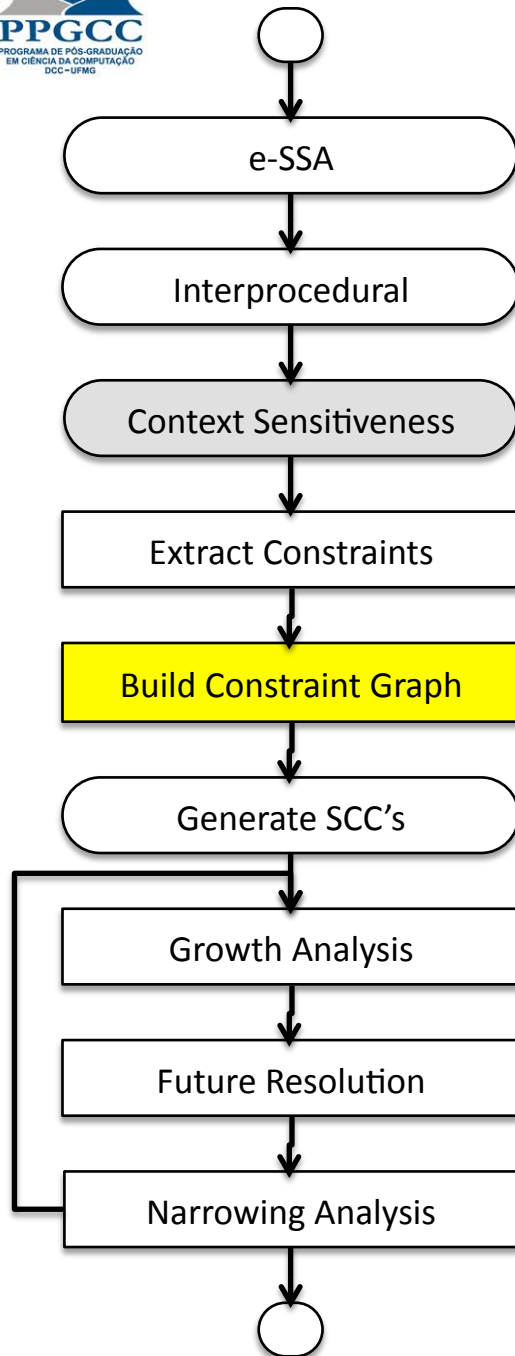 PPGCC
PROGRAMA DE PÓS-GRADUAÇÃO
EM CIÊNCIA DA COMPUTAÇÃO
DCC-UFMG
e-SSA
Interprocedural
Context Sensitiveness
Extract Constraints
Build Constraint Graph
Generate SCC's
Growth Analysis
Future Resolution
Narrowing Analysis